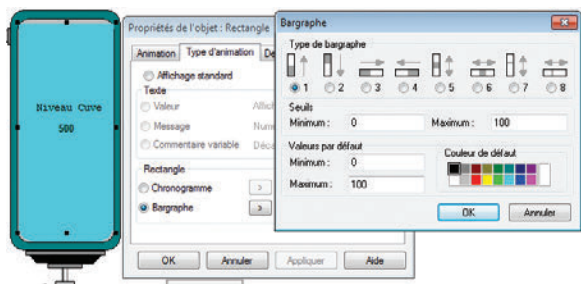 Niveau Cuve
500
Propriétés de l'objet : Rectangle
Animation Type d'animation
Affichage standard
Texte
Valeur
Message
Commentaire variable
Rectangle
Chronogramme >
Bargraphe >
OK Annuler Appliquer Aide
Bargraphe
Type de bargraphe
1 2 3 4 5 6 7 8
Seuils
Minimum : 0 Maximum : 100
Valeurs par défaut
Minimum : 0
Maximum : 100
Couleur de défaut
OK Annuler